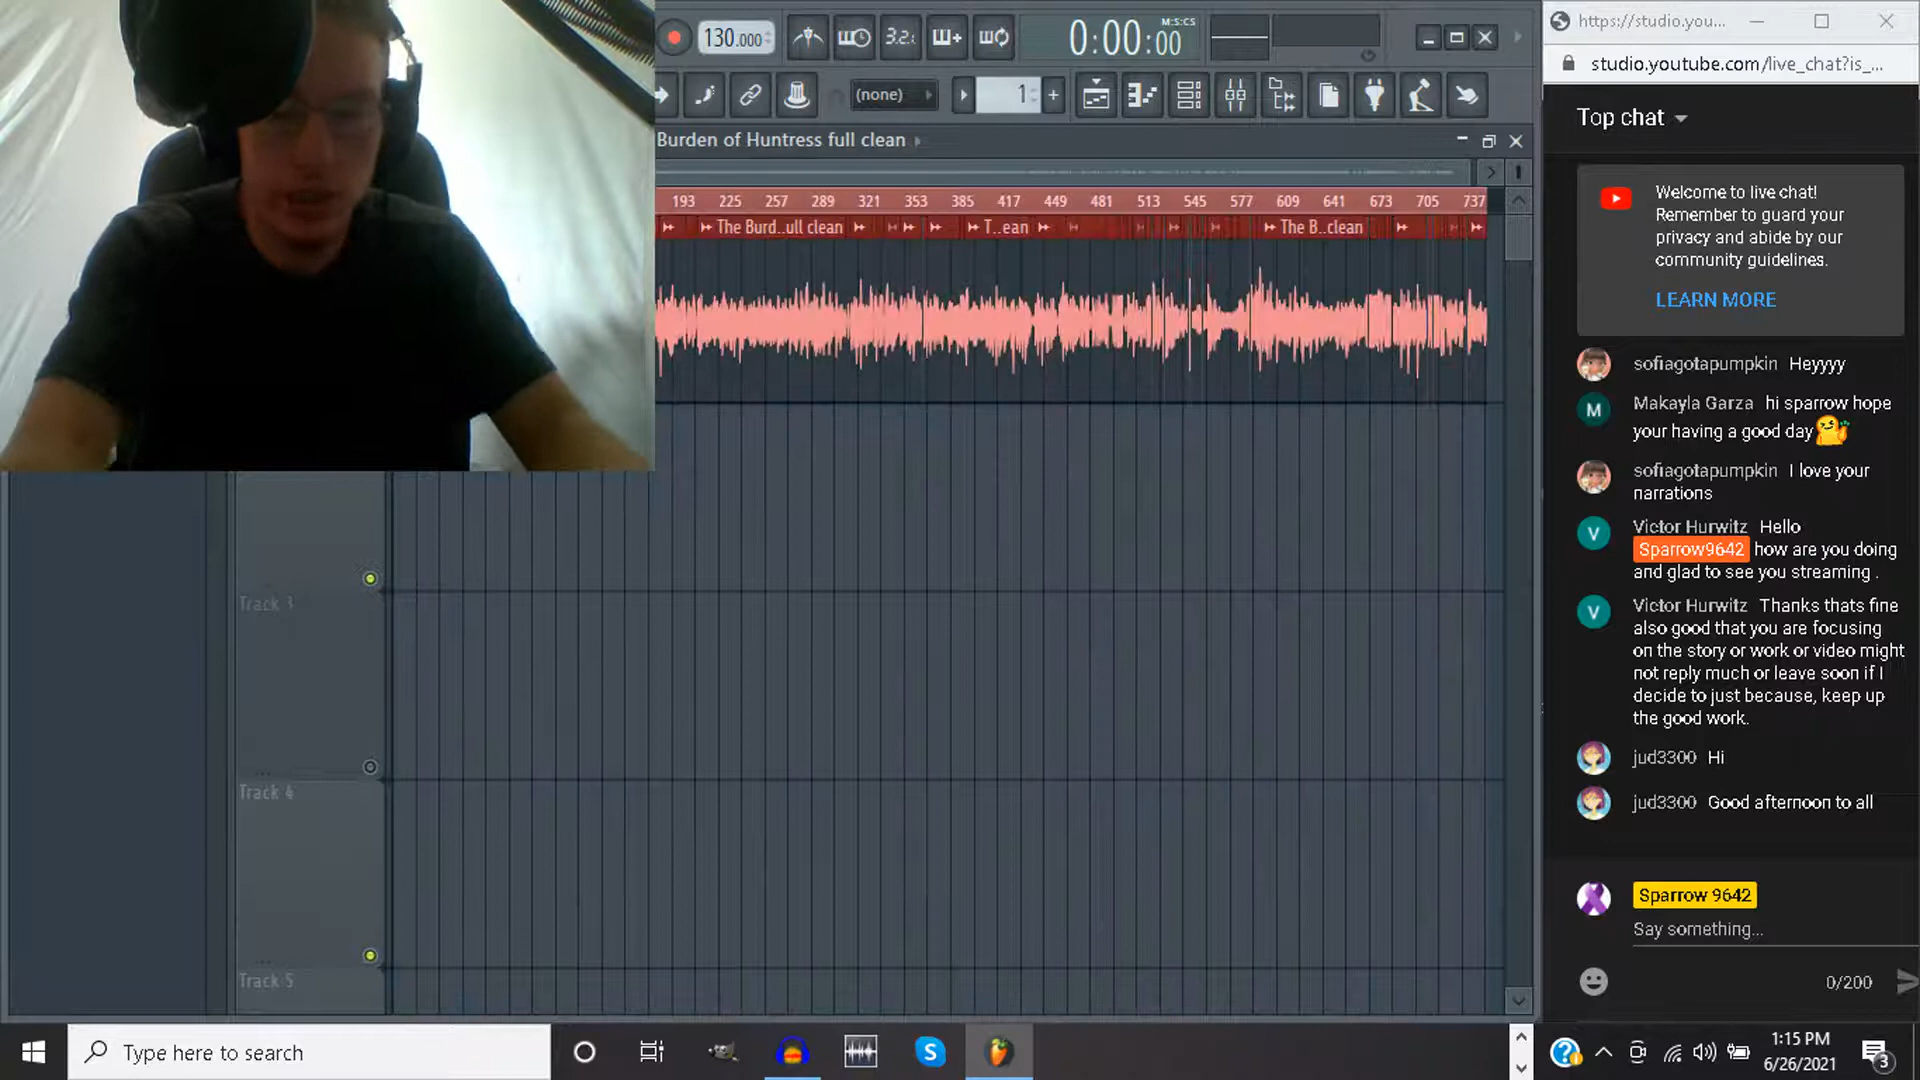 130.000
3.2.
0:00:00
M:S:CS
https://studio.you...
studio.youtube.com/live_chat?is_...
(none)
1
Burden of Huntress full clean
Top chat
193 225 257 289 321 353 385 417 449 481 513 545 577 609 641 673 705 737
The Burd..ull clean
T..ean
The B..clean
Welcome to live chat!
Remember to guard your
privacy and abide by our
community guidelines.
LEARN MORE
sofiagotapumpkin Heyyyy
M
Makayla Garza hi sparrow hope
your having a good day
sofiagotapumpkin I love your
narrations
V
Victor Hurwitz Hello
Sparrow9642 how are you doing
and glad to see you streaming .
V
Victor Hurwitz Thanks thats fine
also good that you are focusing
on the story or work or video might
not reply much or leave soon if I
decide to just because, keep up
the good work.
jud3300 Hi
jud3300 Good afternoon to all
Track 3
Track 4
Track 5
Sparrow 9642
Say something...
0/200
Type here to search
1:15 PM
6/26/2021
3